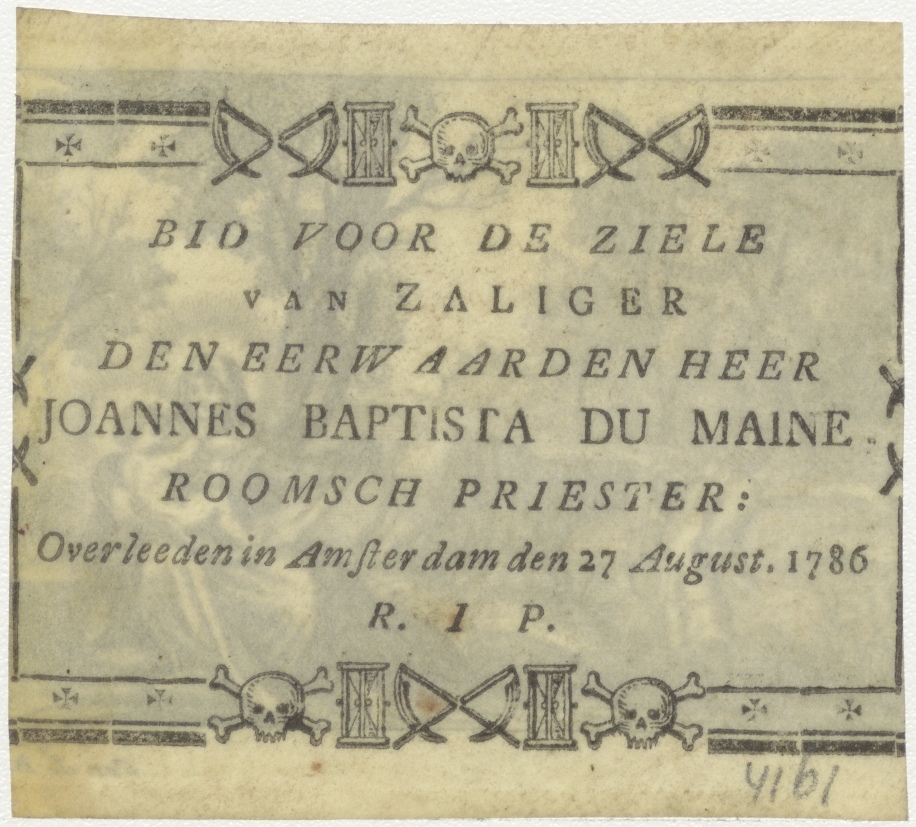 BID VOOR DE ZIELE
VAN ZALIGER
DEN EERWAARDEN HEER
JOANNES BAPTISTA DU MAINE
ROOMSCH PRIESTER:
Overleeden in Amſterdam den 27 August. 1786
R. I P.